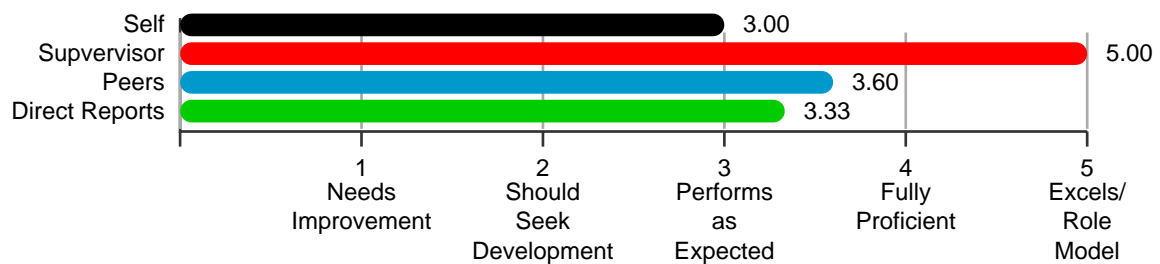 Self 3.00
Supvervisor 5.00
Peers 3.60
Direct Reports 3.33
1 2 3 4 5
Needs Improvement
Should Seek Development
Performs as Expected
Fully Proficient
Excels/ Role Model